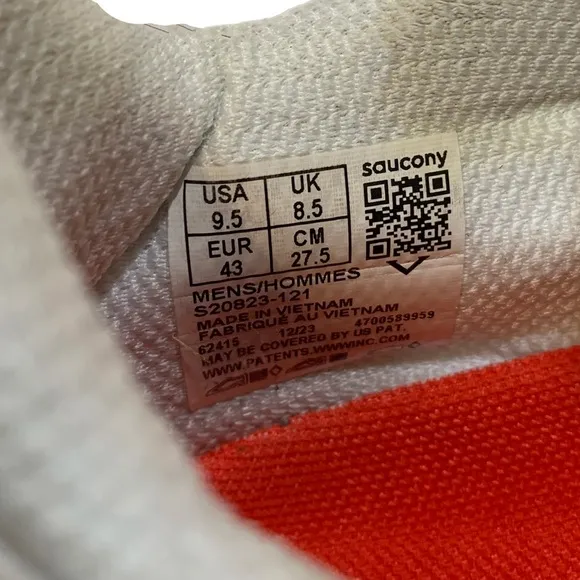 saucony
USA UK
9.5 8.5
EUR CM
43 27.5
MENS/HOMMES
S20823-121
MADE IN VIETNAM
FABRIQUÉ AU VIETNAM
62415 12/23 4700589959
MAY BE COVERED BY US PAT.
WWW.PATENTS.WWWINC.COM